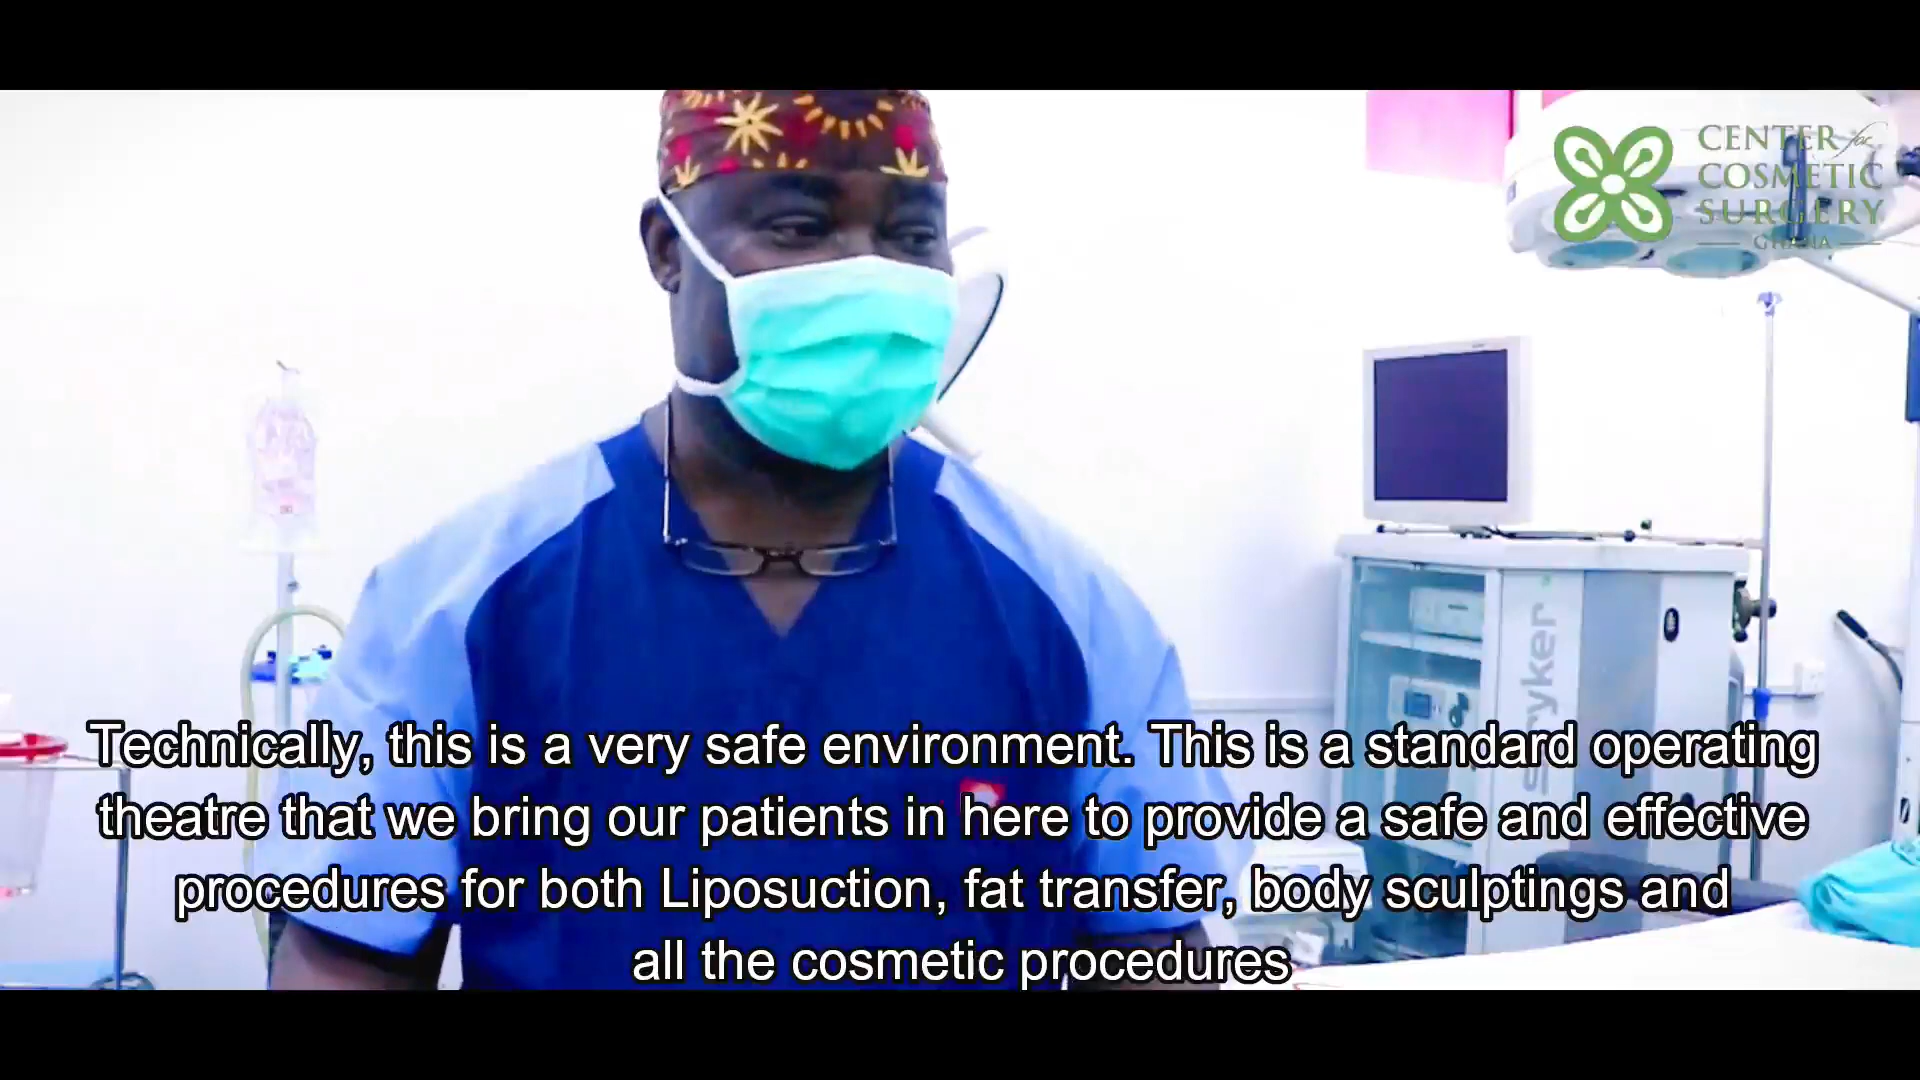 CENTER for
COSMETIC
SURGERY
GHANA
stryker
Technically, this is a very safe environment. This is a standard operating
theatre that we bring our patients in here to provide a safe and effective
procedures for both Liposuction, fat transfer, body sculptings and
all the cosmetic procedures